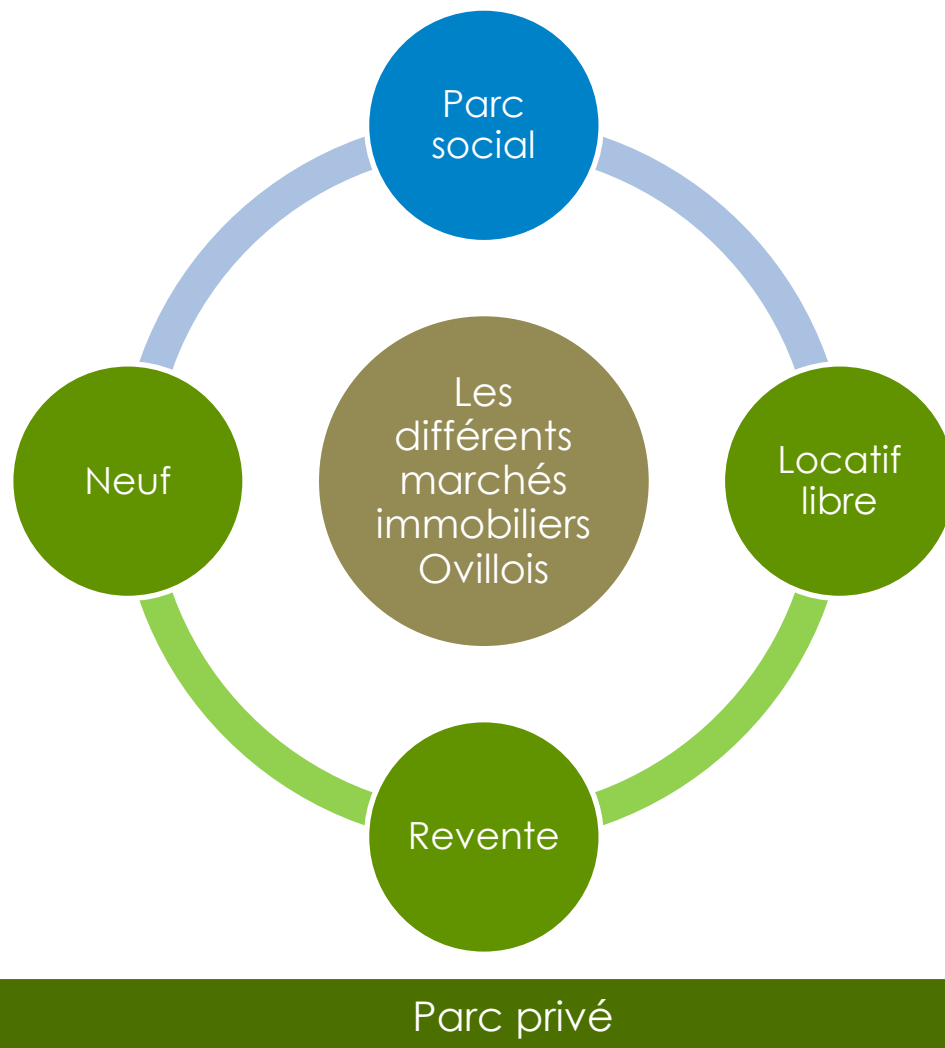 Parc
social
Les
différents
marchés
immobiliers
Ovillois
Neuf
Locatif
libre
Revente
Parc privé